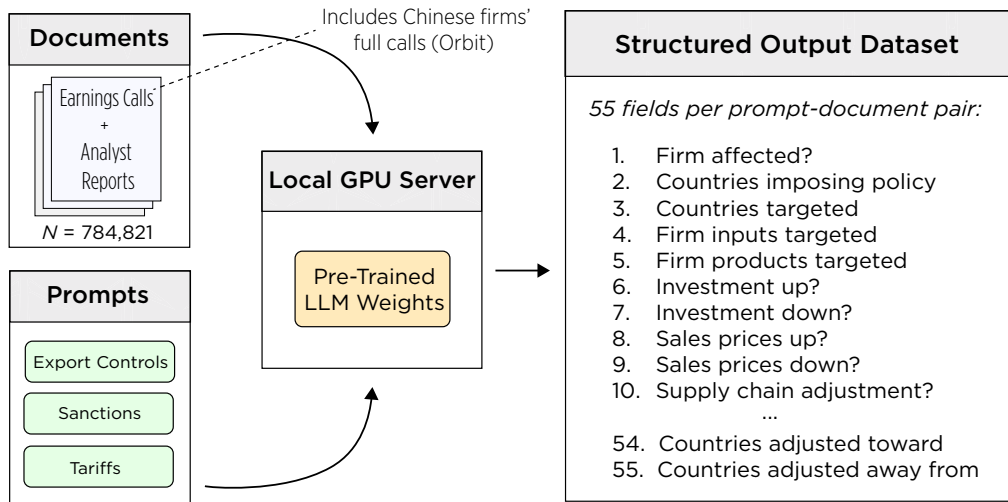 Includes Chinese firms’
full calls (Orbit)
Documents
Earnings Calls
+
Analyst
Reports
N = 784,821
Prompts
Export Controls
Sanctions
Tariffs
Local GPU Server
Pre-Trained
LLM Weights
Structured Output Dataset
55 fields per prompt-document pair:
1. Firm affected?
2. Countries imposing policy
3. Countries targeted
4. Firm inputs targeted
5. Firm products targeted
6. Investment up?
7. Investment down?
8. Sales prices up?
9. Sales prices down?
10. Supply chain adjustment?
...
54. Countries adjusted toward
55. Countries adjusted away from